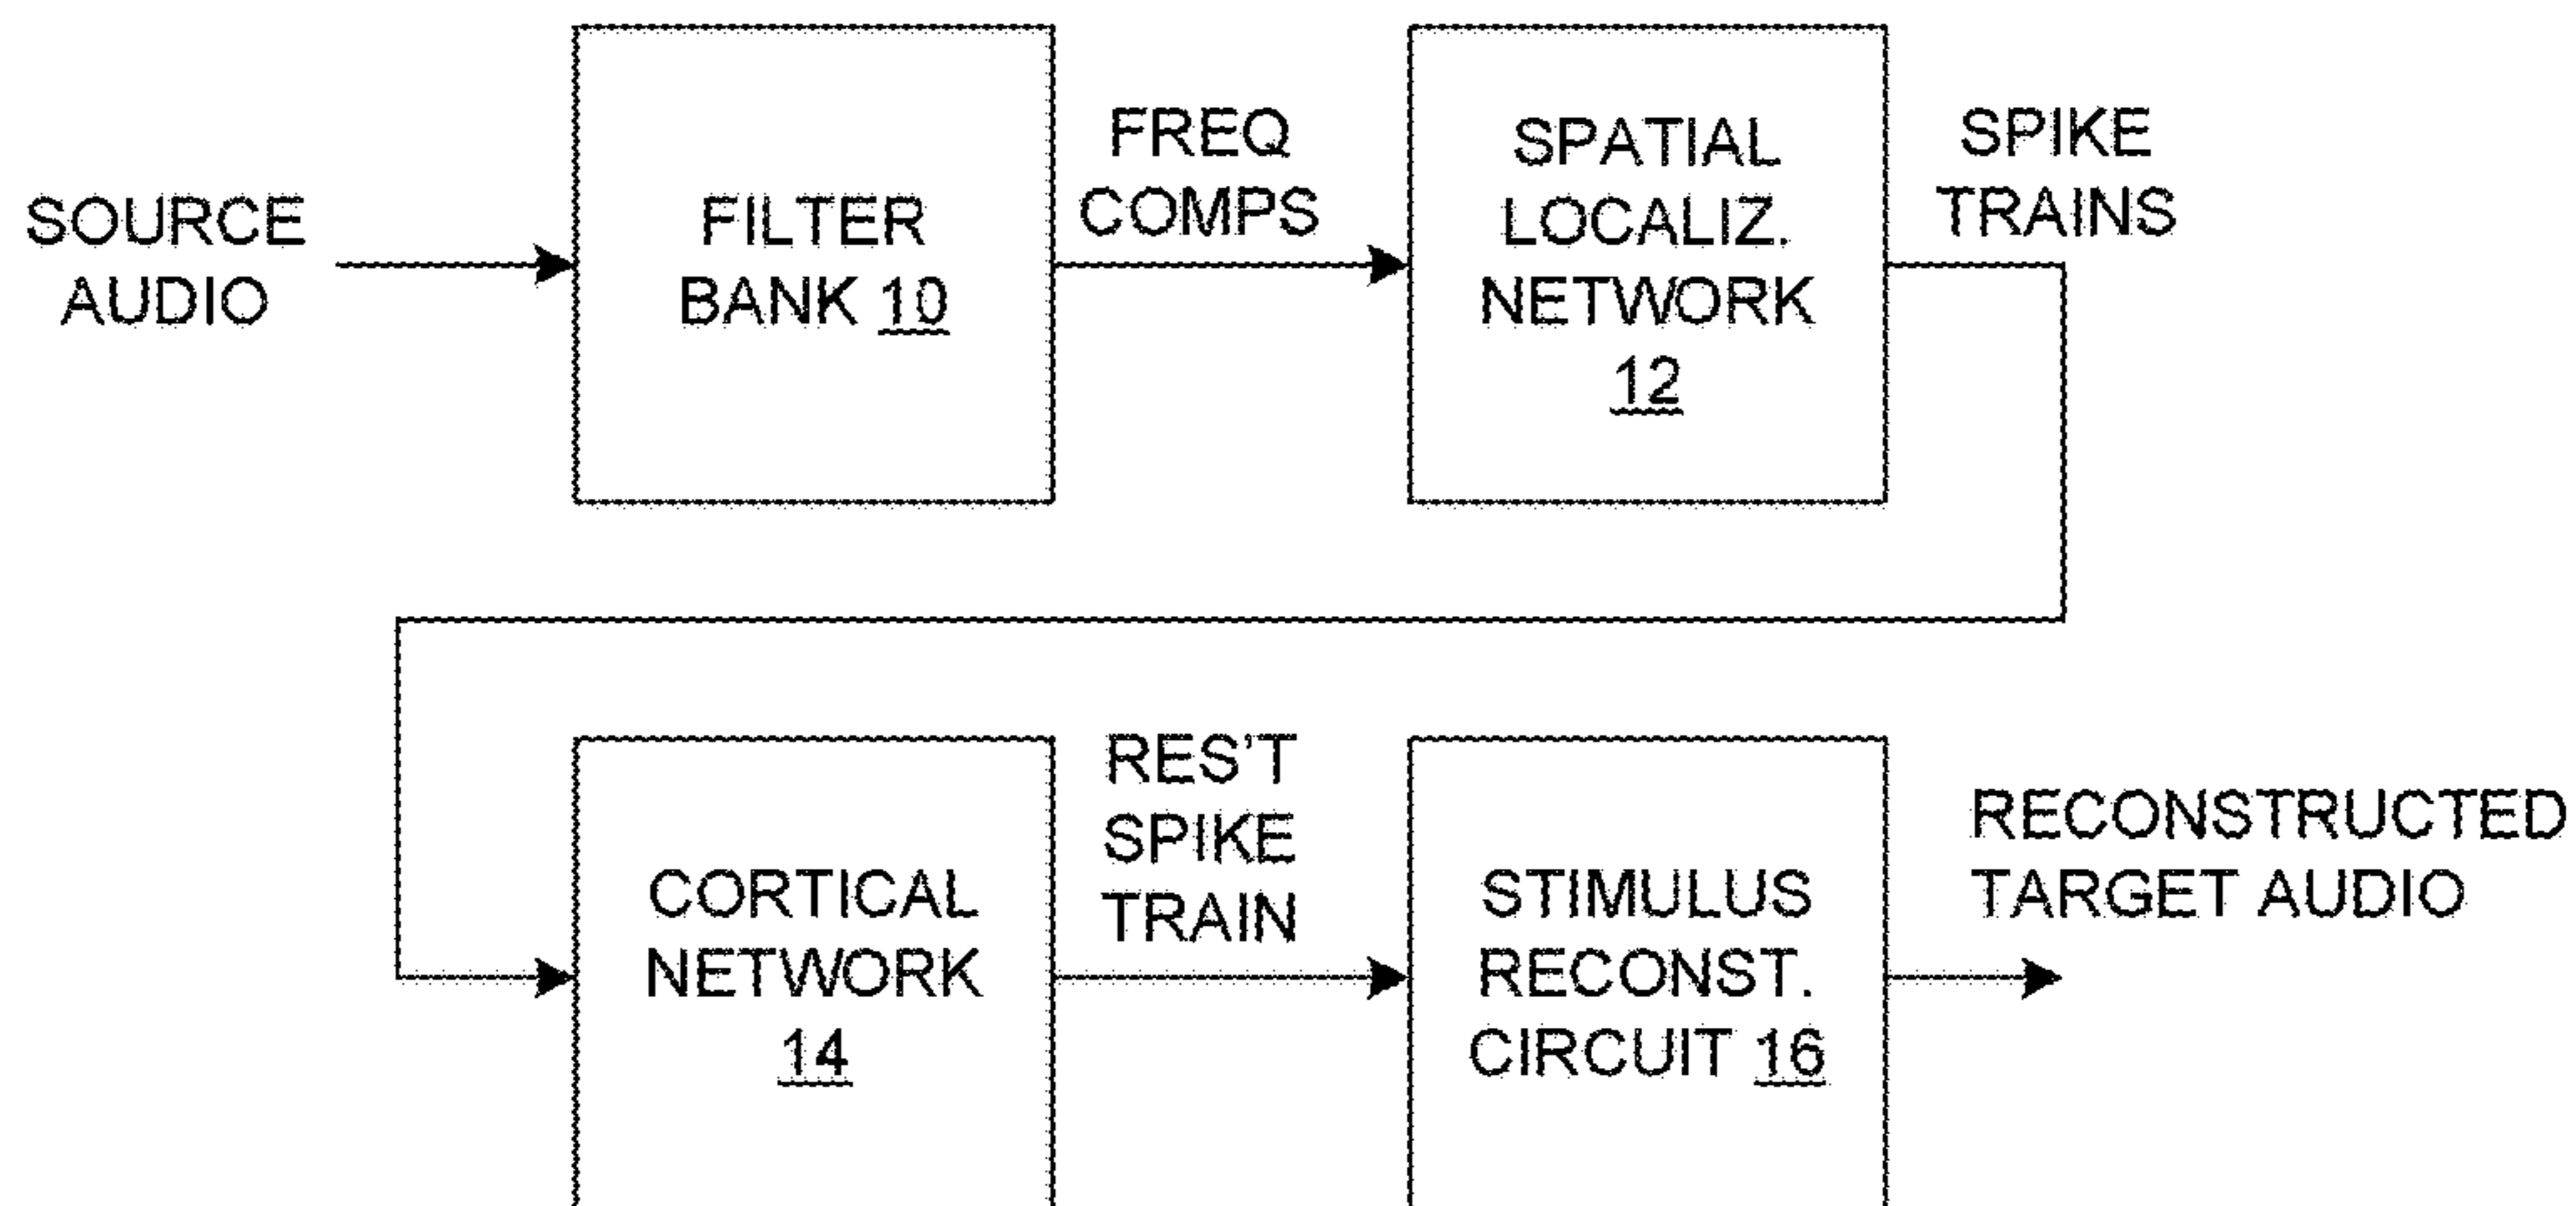 SOURCE
AUDIO
FILTER
BANK 10
FREQ
COMPS
SPATIAL
LOCALIZ.
NETWORK
12
SPIKE
TRAINS
CORTICAL
NETWORK
14
RES'T
SPIKE
TRAIN
STIMULUS
RECONST.
CIRCUIT 16
RECONSTRUCTED
TARGET AUDIO